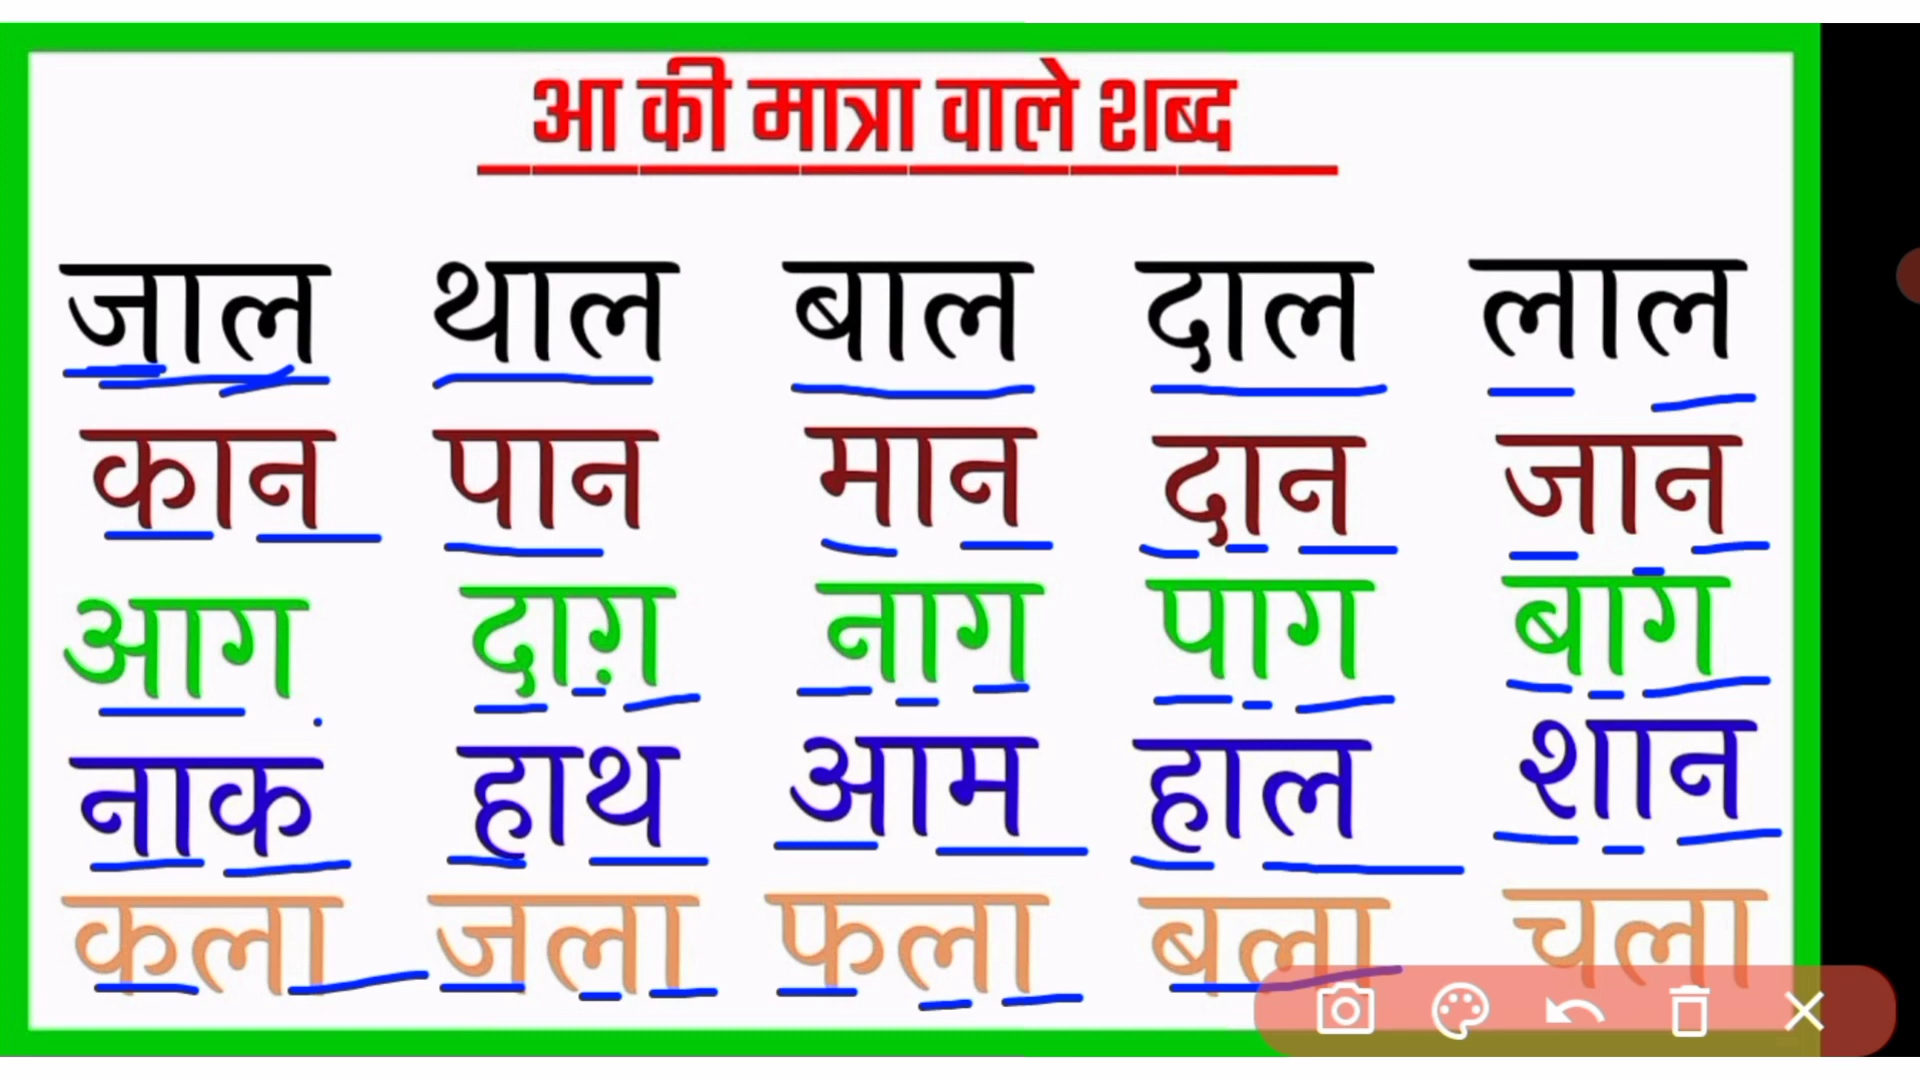 आ की मात्रा वाले शब्द
जाल थाल बाल दाल लाल
कान पान मान दान जान
आग दाग़ नाग पाग बाग
नाक हाथ आम हाल शान
कला जला फला बला चला